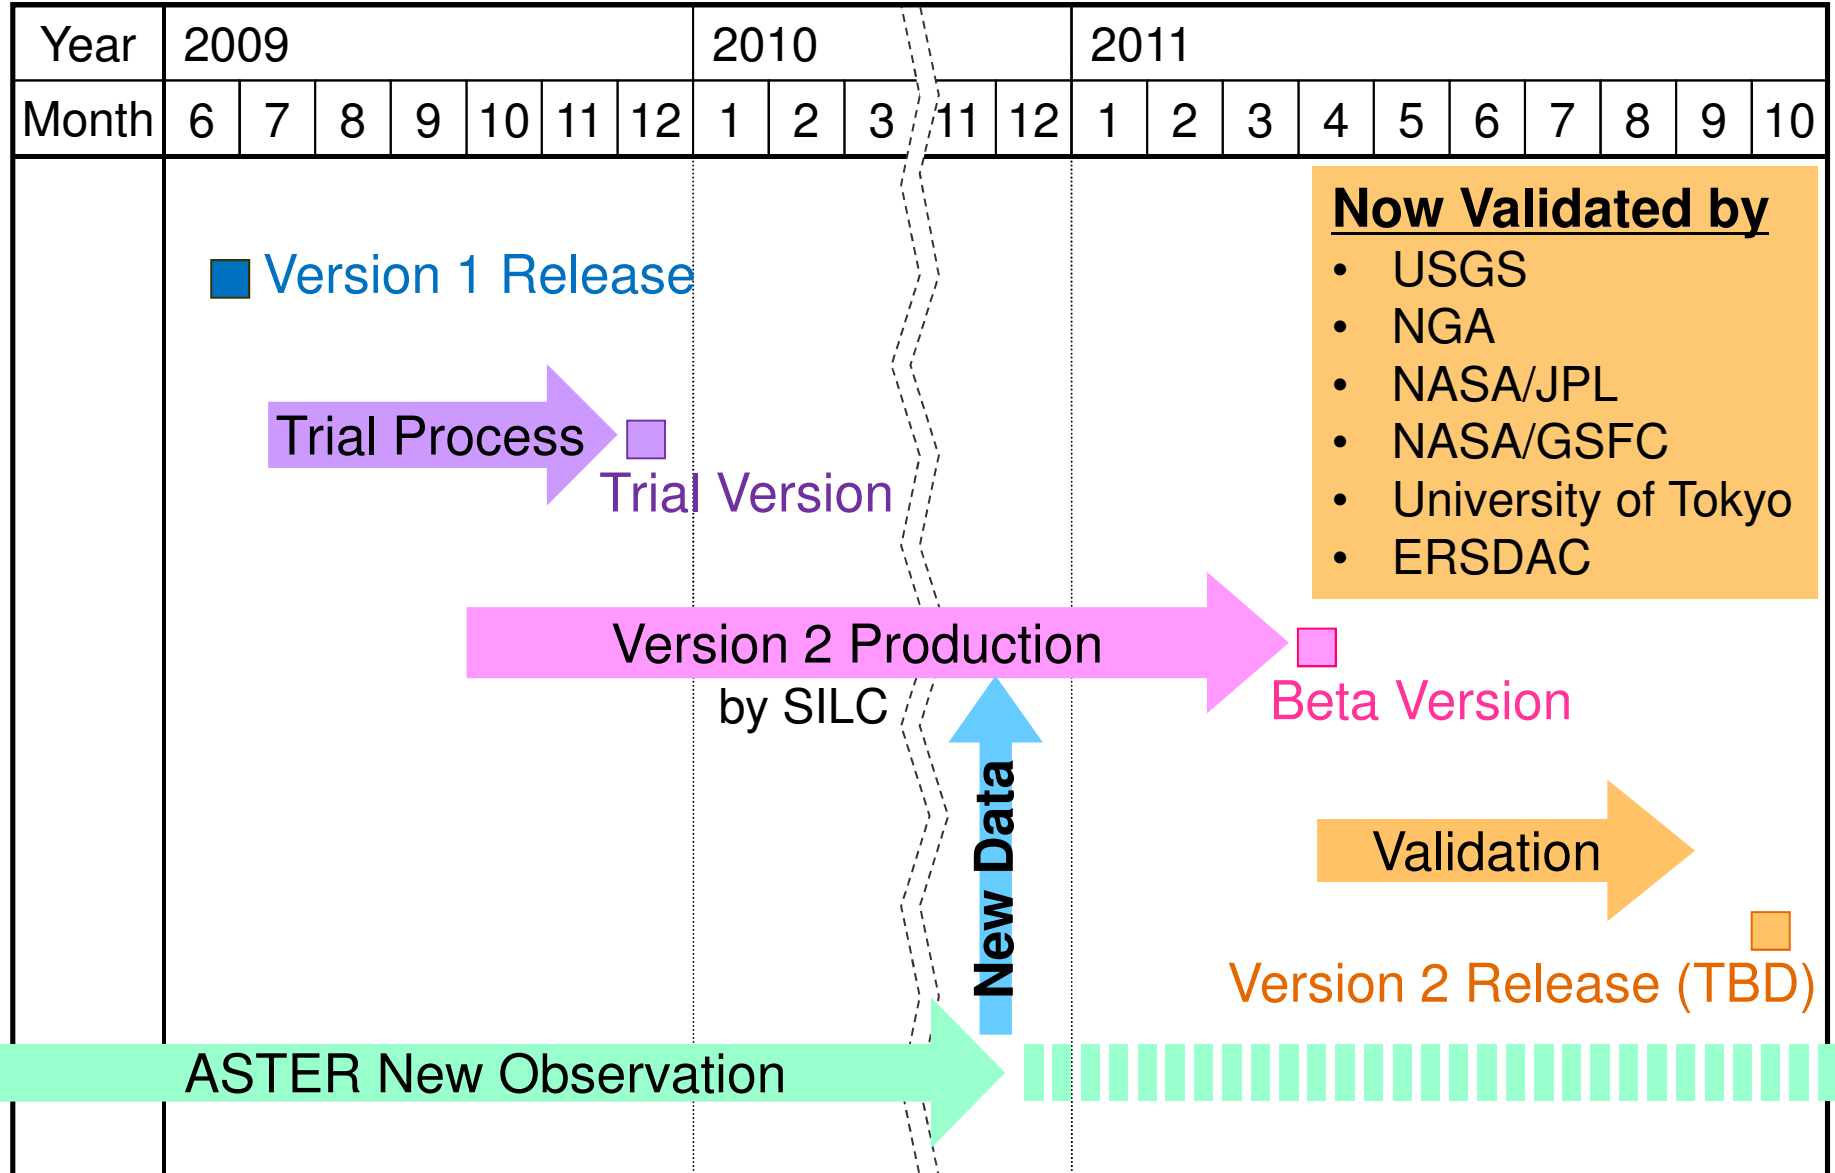 Year 2009 2010 2011
Month 6 7 8 9 10 11 12 1 2 3 11 12 1 2 3 4 5 6 7 8 9 10
Now Validated by
• USGS
• NGA
• NASA/JPL
• NASA/GSFC
• University of Tokyo
• ERSDAC
Version 1 Release
Trial Process
Trial Version
Version 2 Production
by SILC
Beta Version
New Data
Validation
Version 2 Release (TBD)
ASTER New Observation